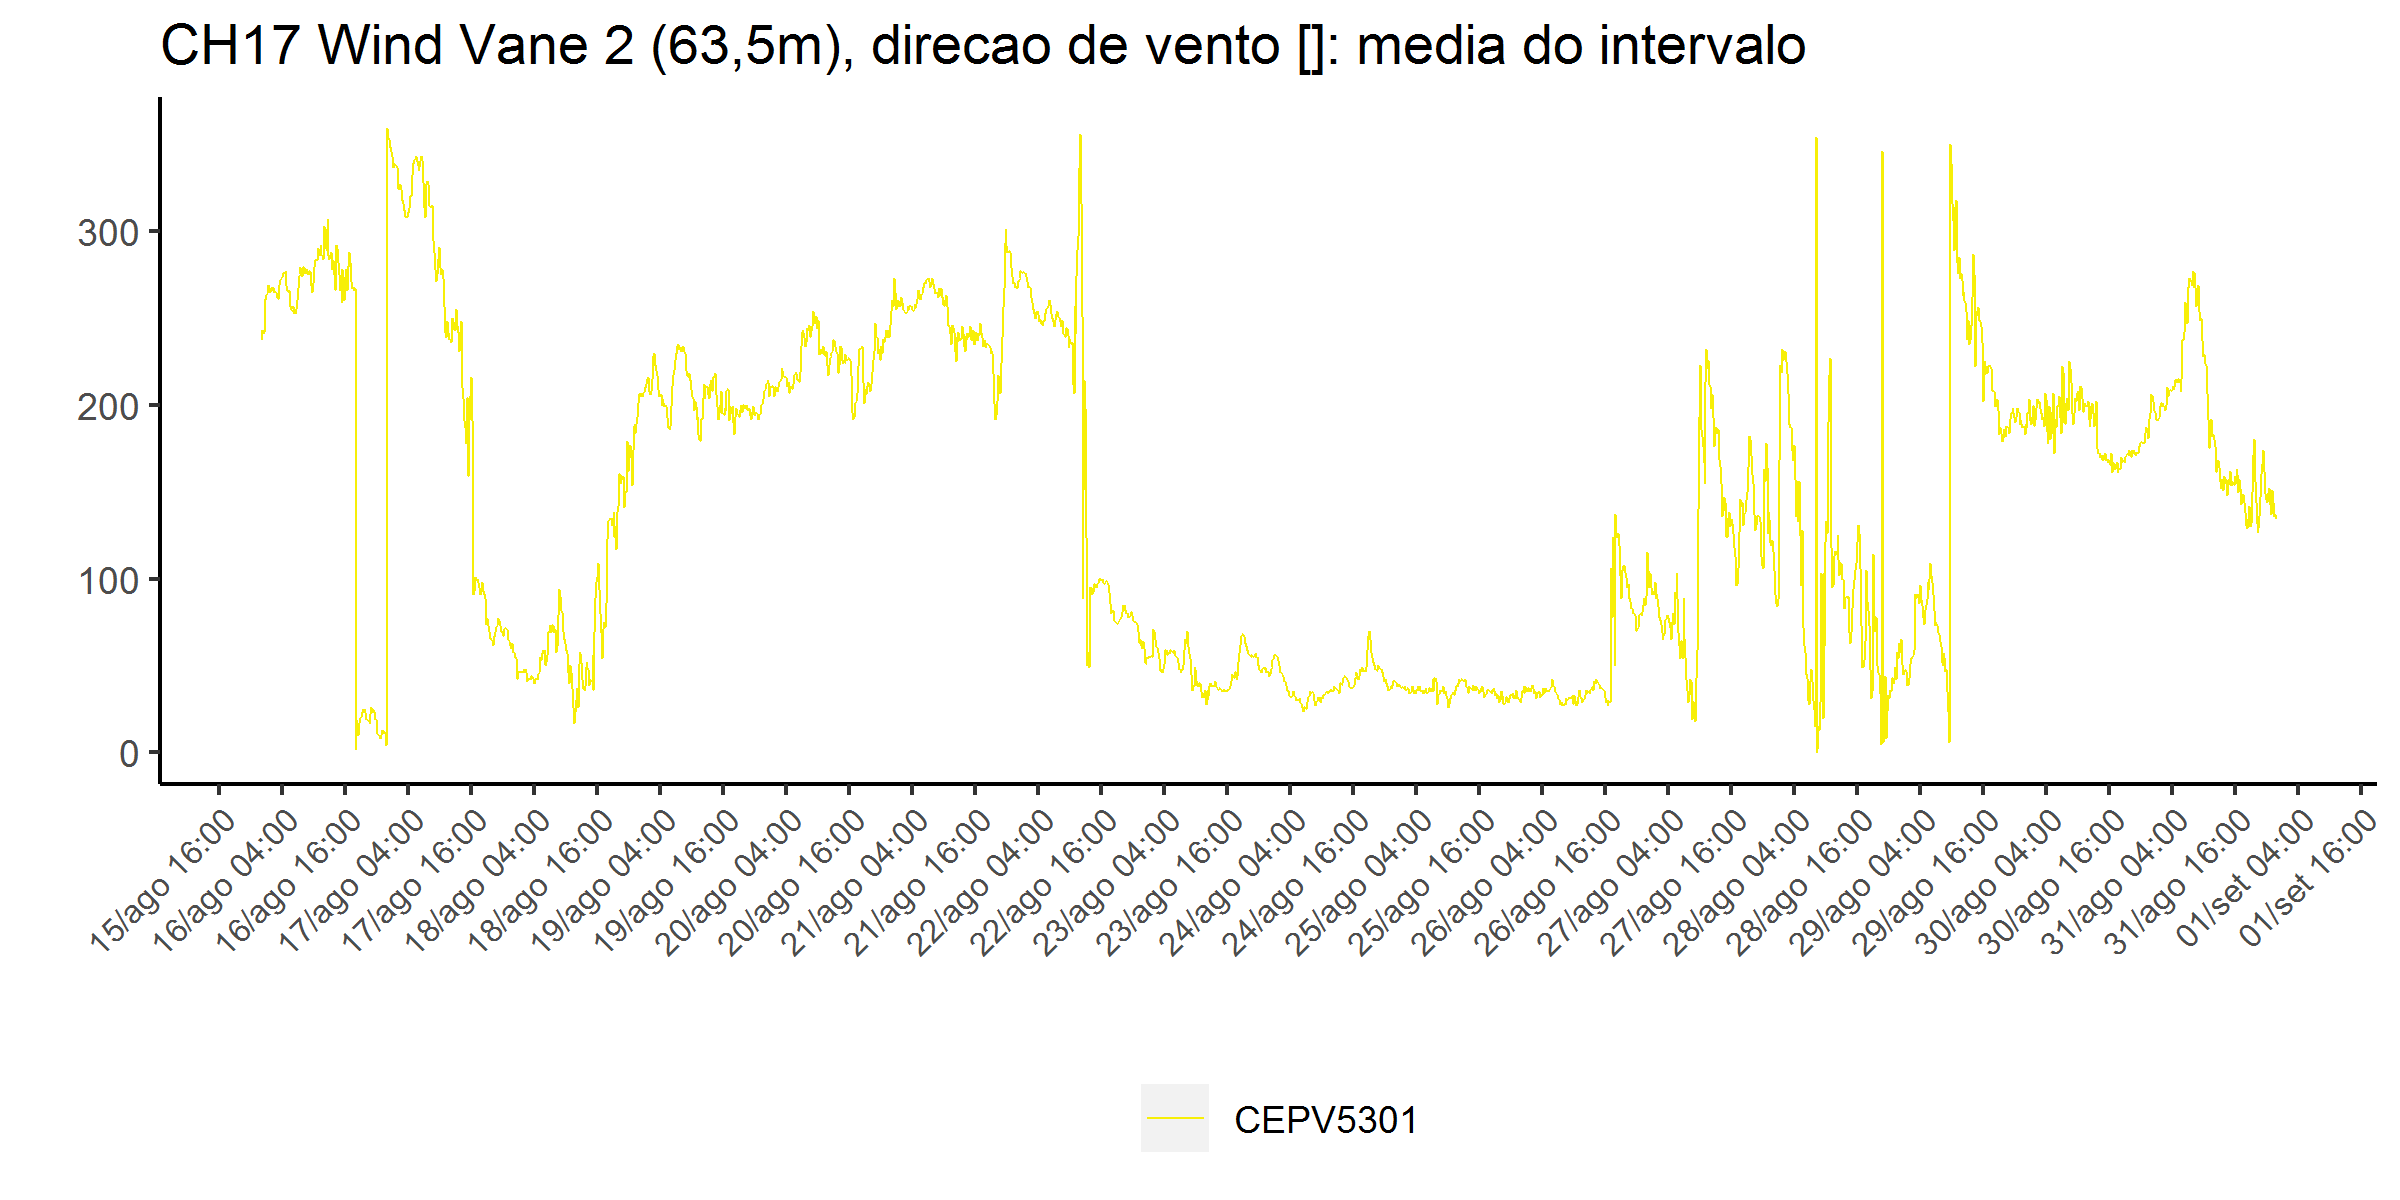 CH17 Wind Vane 2 (63,5m), direcao de vento []: media do intervalo
300
200
100
0
15/ago 16:00
16/ago 04:00
16/ago 16:00
17/ago 04:00
17/ago 16:00
18/ago 04:00
18/ago 16:00
19/ago 04:00
19/ago 16:00
20/ago 04:00
20/ago 16:00
21/ago 04:00
21/ago 16:00
22/ago 04:00
22/ago 16:00
23/ago 04:00
23/ago 16:00
24/ago 04:00
24/ago 16:00
25/ago 04:00
25/ago 16:00
26/ago 04:00
26/ago 16:00
27/ago 04:00
27/ago 16:00
28/ago 04:00
28/ago 16:00
29/ago 04:00
29/ago 16:00
30/ago 04:00
30/ago 16:00
31/ago 04:00
31/ago 16:00
01/set 04:00
01/set 16:00
CEPV5301